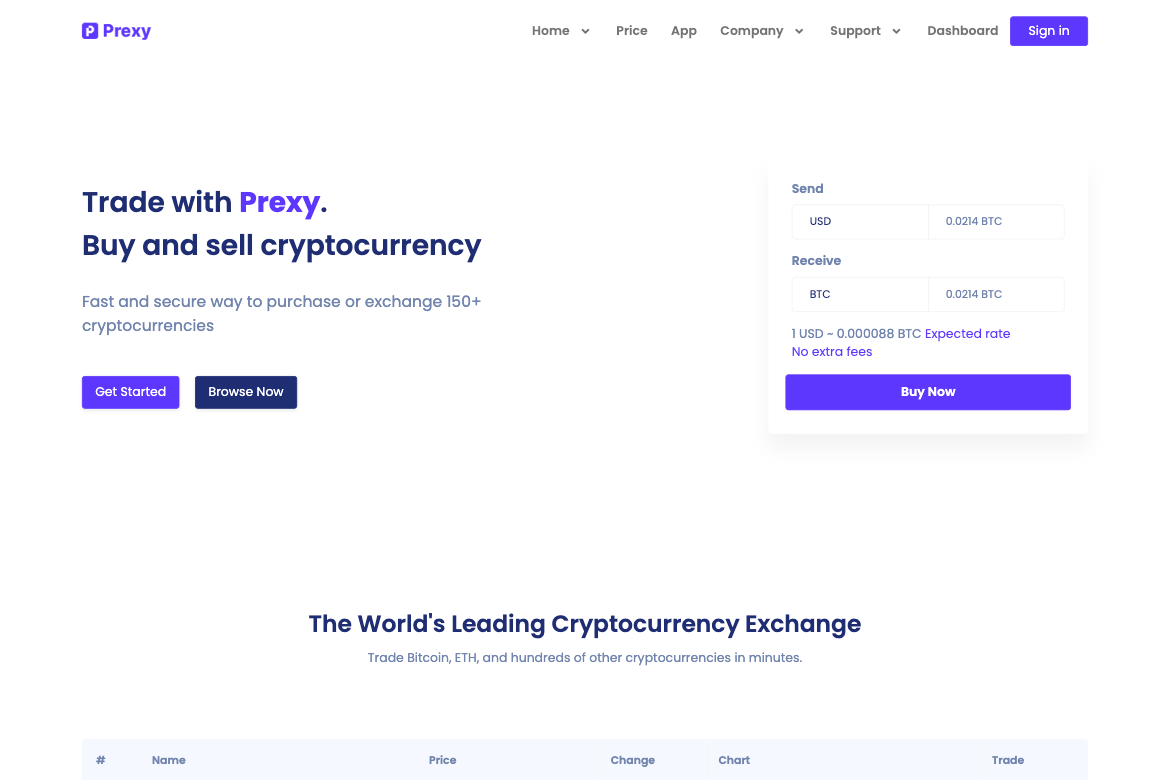 Prexy
Home Price App Company Support Dashboard Sign in
Trade with Prexy.
Buy and sell cryptocurrency
Fast and secure way to purchase or exchange 150+
cryptocurrencies
Get Started Browse Now
Send
USD 0.0214 BTC
Receive
BTC 0.0214 BTC
1 USD ~ 0.000088 BTC Expected rate
No extra fees
Buy Now
The World's Leading Cryptocurrency Exchange
Trade Bitcoin, ETH, and hundreds of other cryptocurrencies in minutes.
# Name Price Change Chart Trade